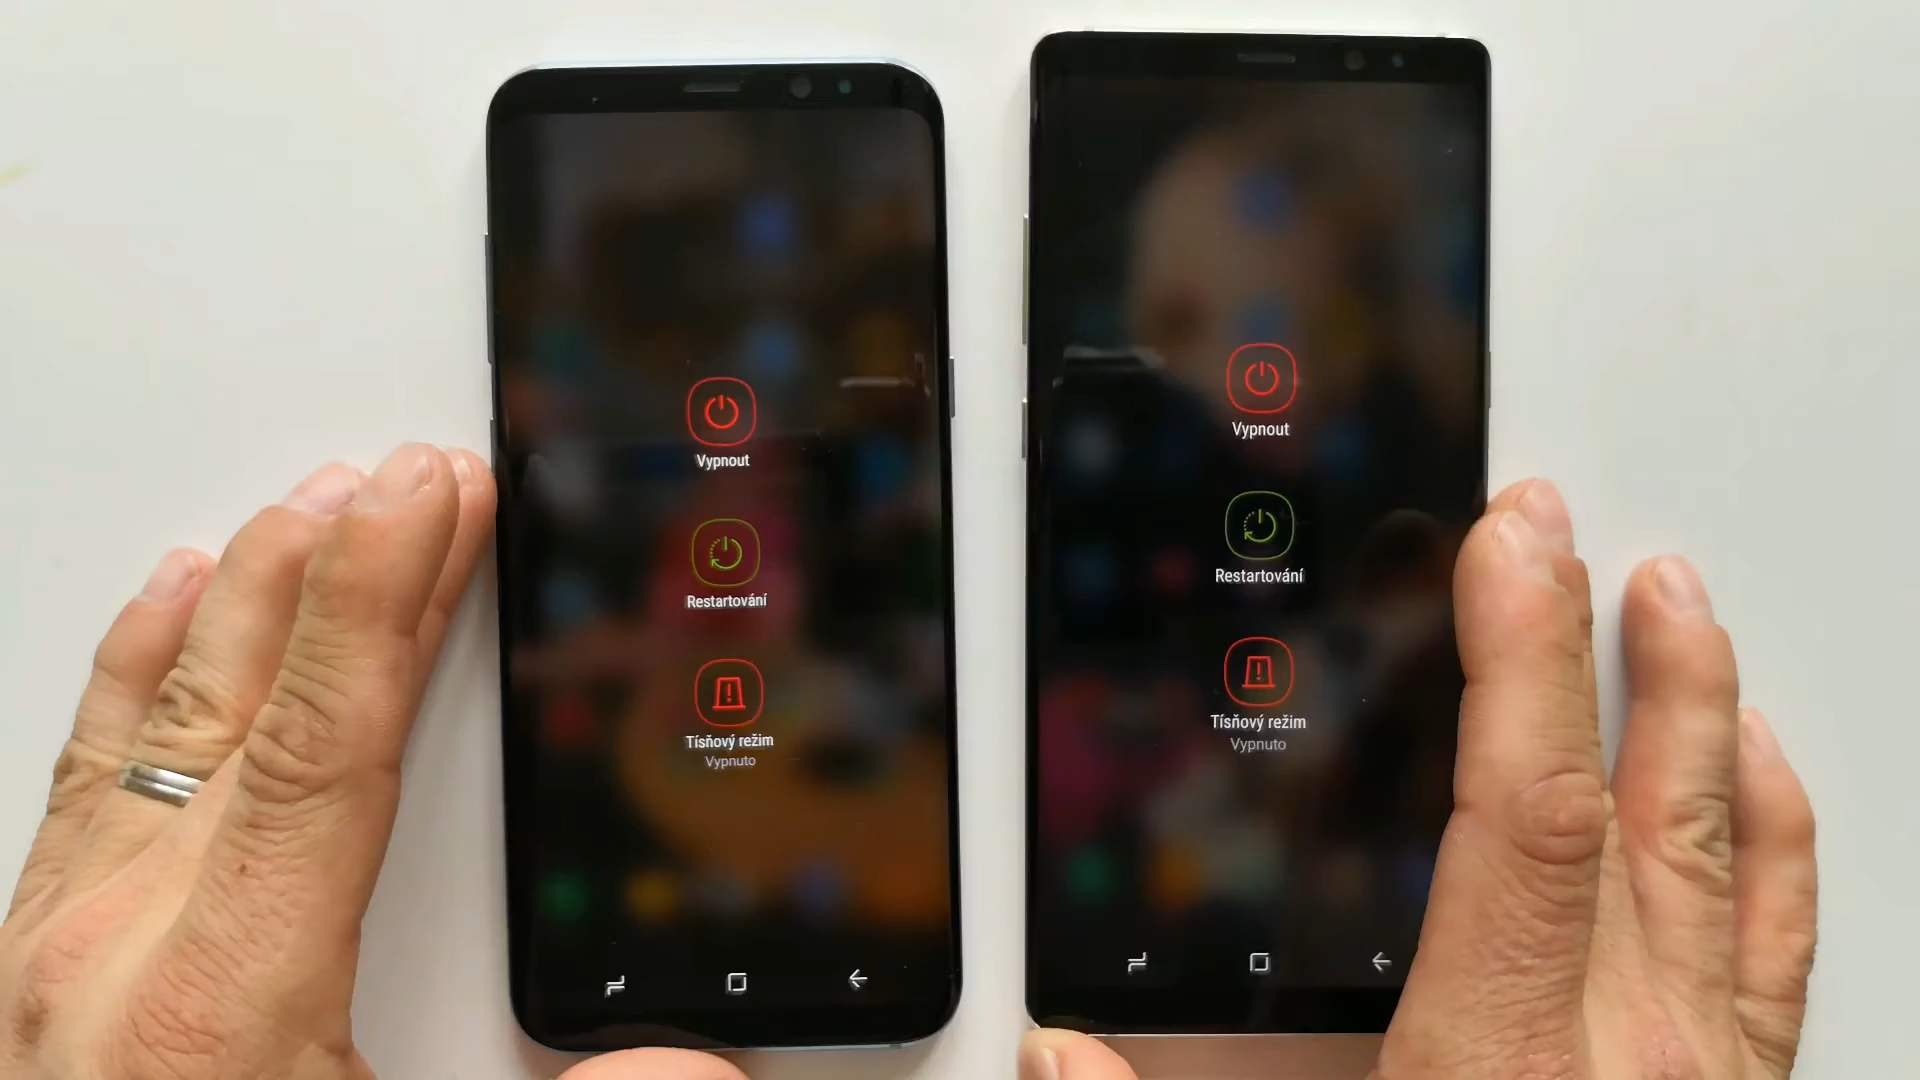 Vypnout
Restartování
Tísňový režim
Vypnuto
Vypnout
Restartování
Tísňový režim
Vypnuto